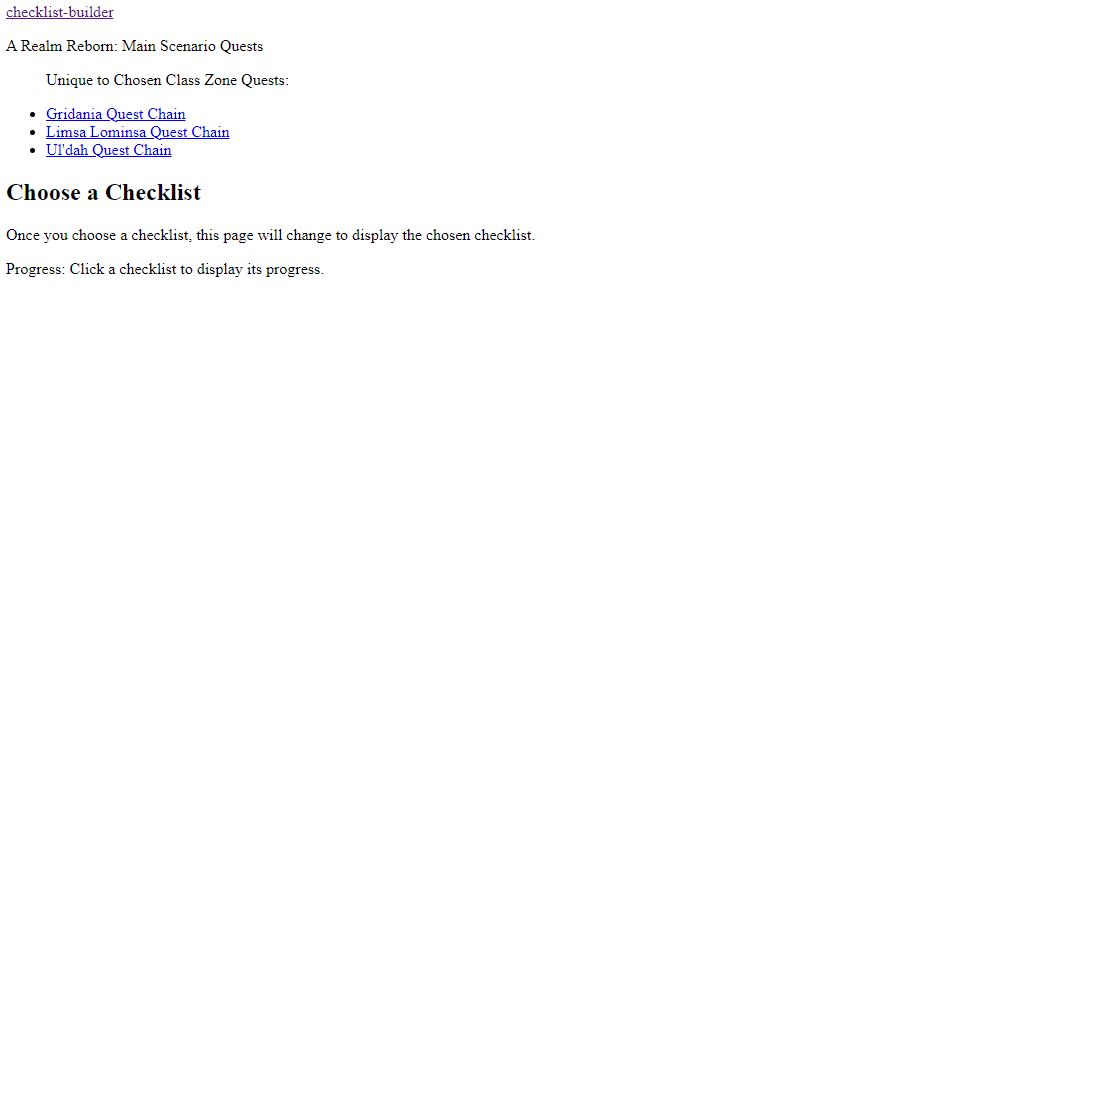 checklist-builder
A Realm Reborn: Main Scenario Quests
Unique to Chosen Class Zone Quests:
Gridania Quest Chain
Limsa Lominsa Quest Chain
Ul'dah Quest Chain
Choose a Checklist
Once you choose a checklist, this page will change to display the chosen checklist.
Progress: Click a checklist to display its progress.